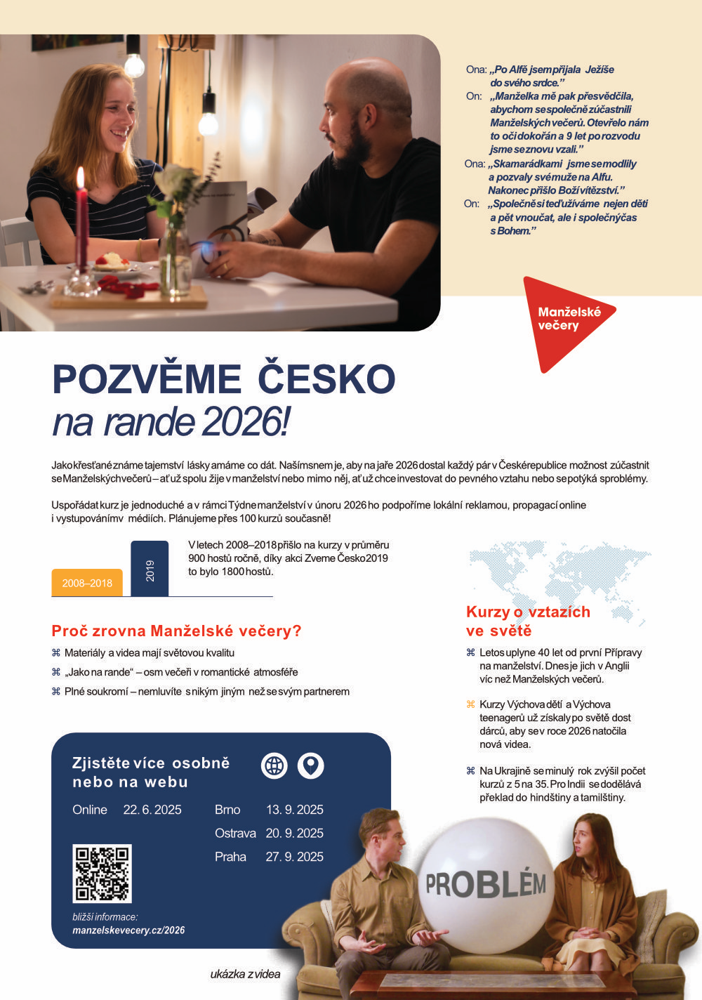 Ona: „Po Alfě jsem přijala Ježíše
do svého srdce.”
On: „Manželka mě pak přesvědčila,
abychom se společně zúčastnili
Manželských večerů. Otevřelo nám
to oči dokořán a 9 let po rozvodu
jsme se znovu vzali.”
Ona: „S kamarádkami jsme se modlily
a pozvaly své muže na Alfu.
Nakonec přišlo Boží vítězství.”
On: „Společně si teď užíváme nejen děti
a pět vnoučat, ale i společný čas
s Bohem.”
Manželské
večery
POZVĚME ČESKO
na rande 2026!
Jako křesťané známe tajemství lásky a máme co dát. Naším snem je, aby na jaře 2026 dostal každý pár v České republice možnost zúčastnit
se Manželských večerů – ať už spolu žije v manželství nebo mimo něj, ať už chce investovat do pevného vztahu nebo se potýká s problémy.
Uspořádat kurz je jednoduché a v rámci Týdne manželství v únoru 2026 ho podpoříme lokální reklamou, propagací online
i vystupováním v médiích. Plánujeme přes 100 kurzů současně!
2008–2018
2019
V letech 2008–2018 přišlo na kurzy v průměru
900 hostů ročně, díky akci Zveme Česko 2019
to bylo 1800 hostů.
Proč zrovna Manželské večery?
⌘ Materiály a videa mají světovou kvalitu
⌘ „Jako na rande“ – osm večeří v romantické atmosféře
⌘ Plné soukromí – nemluvíte s nikým jiným než se svým partnerem
Kurzy o vztazích
ve světě
⌘ Letos uplyne 40 let od první Přípravy
na manželství. Dnes je jich v Anglii
víc než Manželských večerů.
⌘ Kurzy Výchova dětí a Výchova
teenagerů už získaly po světě dost
dárců, aby se v roce 2026 natočila
nová videa.
⌘ Na Ukrajině se minulý rok zvýšil počet
kurzů z 5 na 35. Pro Indii se dodělává
překlad do hindštiny a tamilštiny.
Zjistěte více osobně
nebo na webu
Online 22. 6. 2025
Brno 13. 9. 2025
Ostrava 20. 9. 2025
Praha 27. 9. 2025
bližší informace:
manzelskevecery.cz/2026
PROBLÉM
ukázka z videa